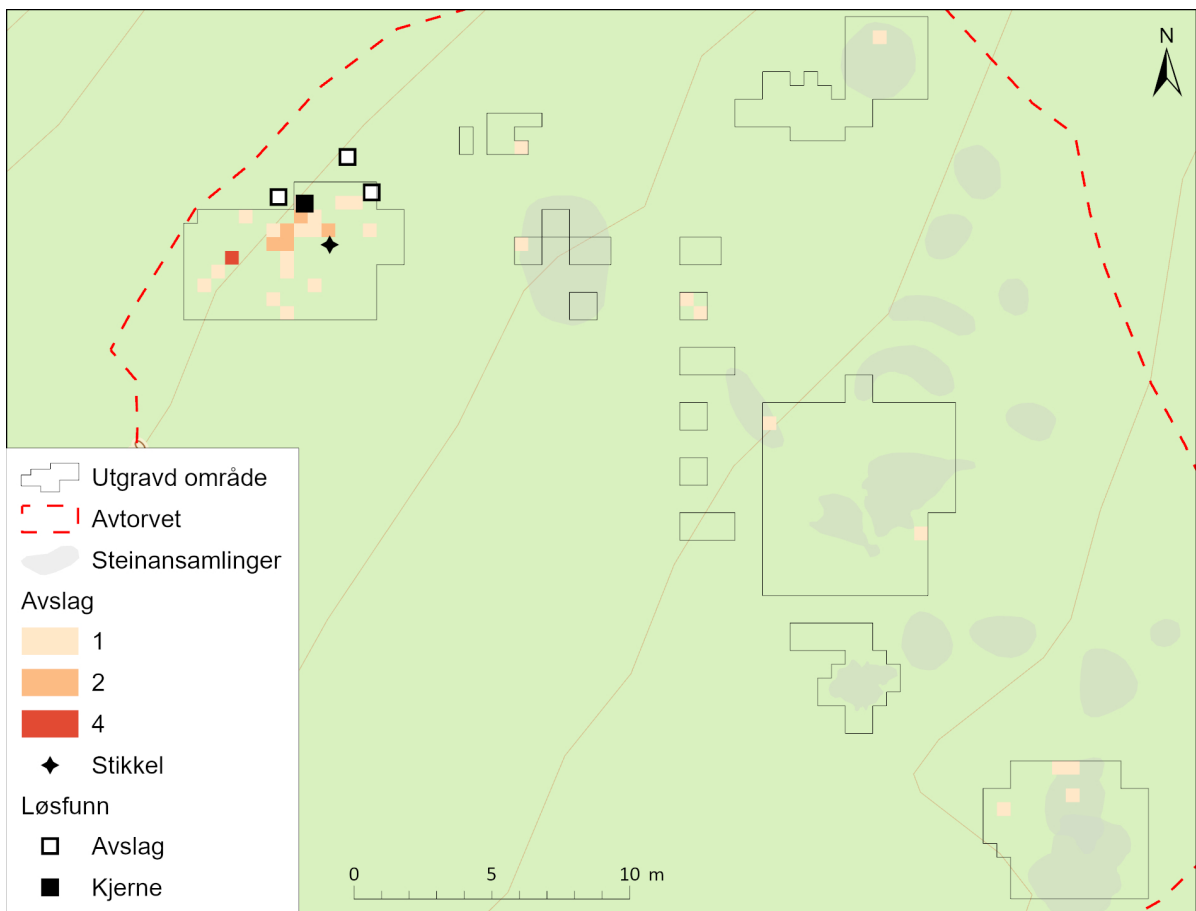 N
Utgravd område
Avtorvet
Steinansamlinger
Avslag
1
2
4
Stikkel
Løsfunn
Avslag
Kjerne
0 5 10 m